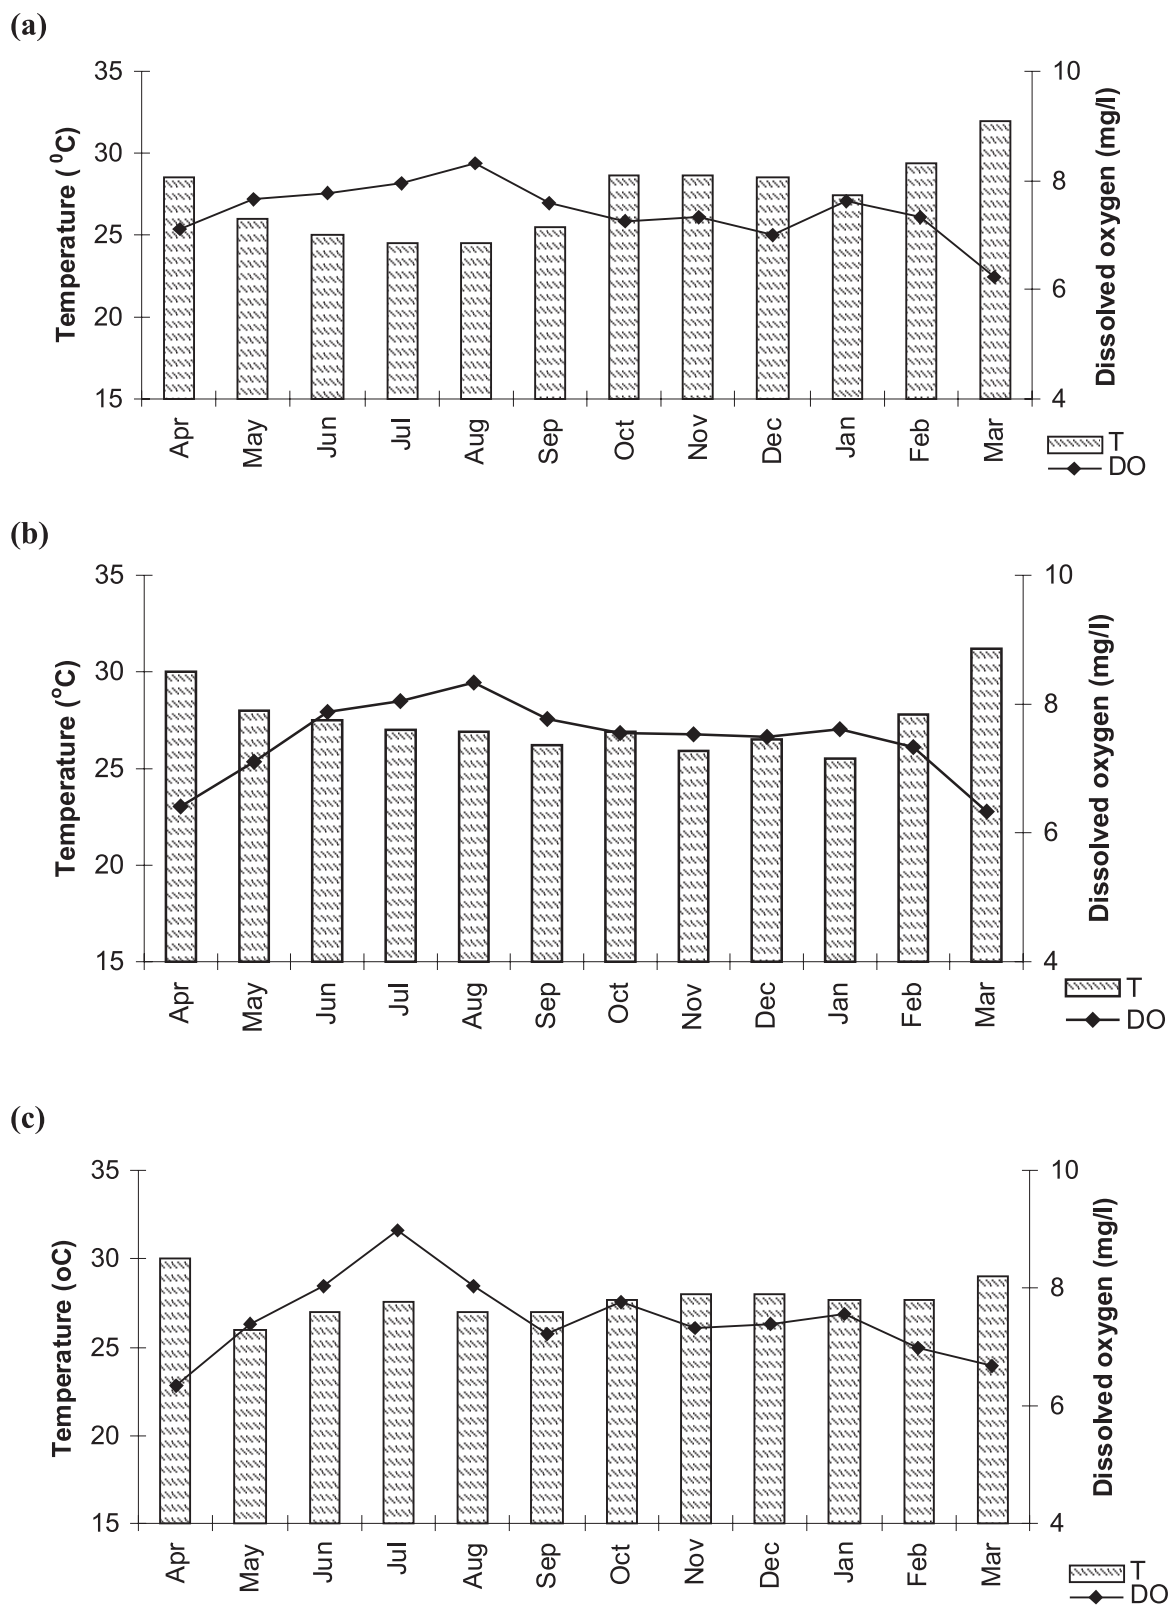 (a)
35
30
25
20
15
Temperature (⁰C)
10
8
6
4
Dissolved oxygen (mg/l)
Apr May Jun Jul Aug Sep Oct Nov Dec Jan Feb Mar
T
DO
(b)
35
30
25
20
15
Temperature (°C)
10
8
6
4
Dissolved oxygen (mg/l)
Apr May Jun Jul Aug Sep Oct Nov Dec Jan Feb Mar
T
DO
(c)
35
30
25
20
15
Temperature (oC)
10
8
6
4
Dissolved oxygen (mg/l)
Apr May Jun Jul Aug Sep Oct Nov Dec Jan Feb Mar
T
DO